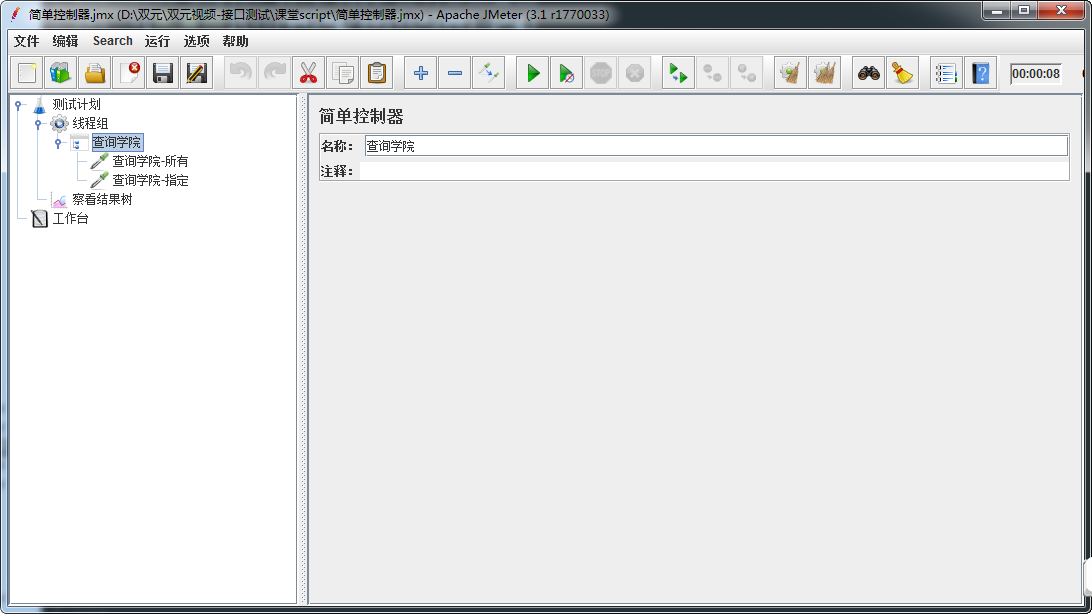 简单控制器.jmx (D:\双元\双元视频-接口测试\课堂script\简单控制器.jmx) - Apache JMeter (3.1 r1770033)
文件 编辑 Search 运行 选项 帮助
STOP
00:00:08
测试计划
线程组
查询学院
查询学院-所有
查询学院-指定
察看结果树
工作台
简单控制器
名称： 查询学院
注释：